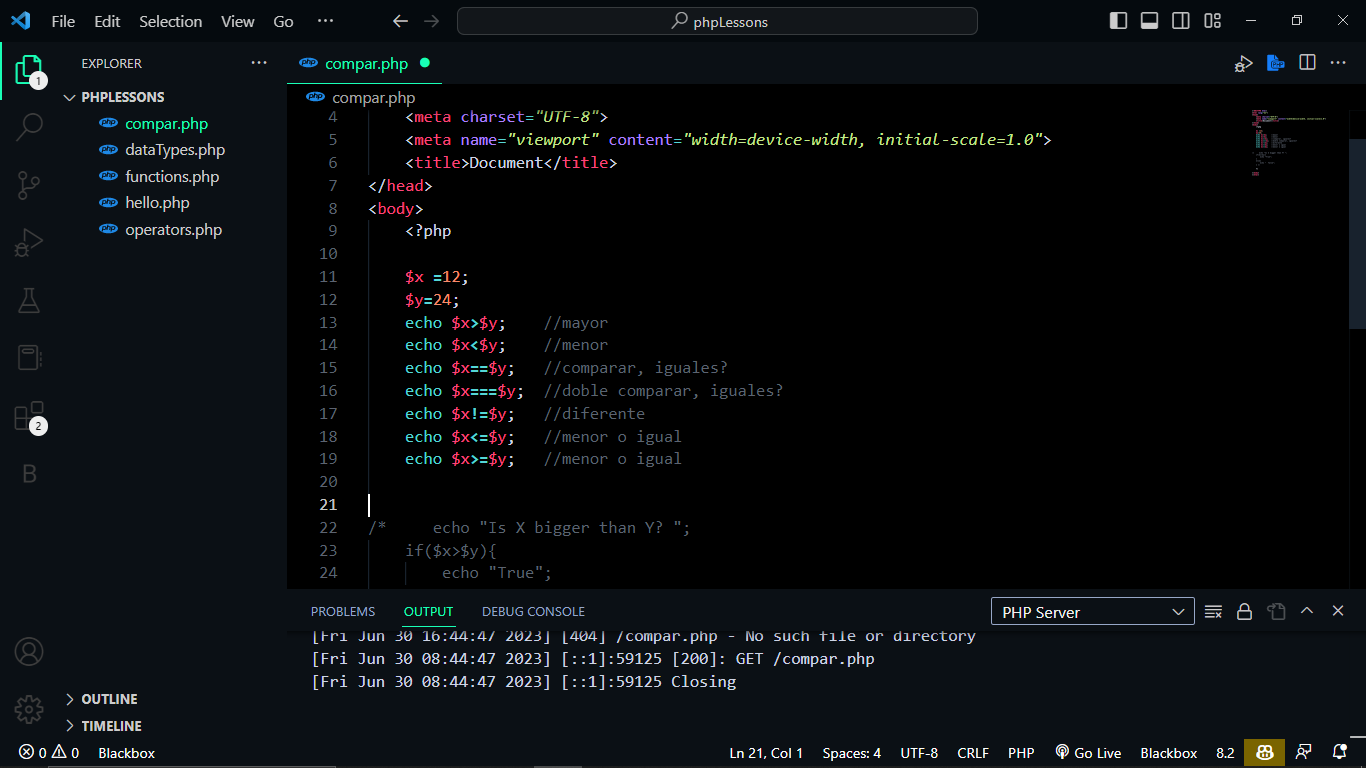 File Edit Selection View Go ··· phpLessons
EXPLORER ···
1
PHPLESSONS
compar.php
dataTypes.php
functions.php
hello.php
operators.php
2
B
OUTLINE
TIMELINE
compar.php
compar.php
4 <meta charset="UTF-8">
5 <meta name="viewport" content="width=device-width, initial-scale=1.0">
6 <title>Document</title>
7 </head>
8 <body>
9 <?php
10
11 $x =12;
12 $y=24;
13 echo $x>$y; //mayor
14 echo $x<$y; //menor
15 echo $x==$y; //comparar, iguales?
16 echo $x===$y; //doble comparar, iguales?
17 echo $x!=$y; //diferente
18 echo $x<=$y; //menor o igual
19 echo $x>=$y; //menor o igual
20
21
22 /* echo "Is X bigger than Y? ";
23 if($x>$y){
24 echo "True";
PROBLEMS OUTPUT DEBUG CONSOLE PHP Server
[Fri Jun 30 16:44:47 2023] [404] /compar.php - No such file or directory
[Fri Jun 30 08:44:47 2023] [::1]:59125 [200]: GET /compar.php
[Fri Jun 30 08:44:47 2023] [::1]:59125 Closing
0 0 Blackbox Ln 21, Col 1 Spaces: 4 UTF-8 CRLF PHP Go Live Blackbox 8.2